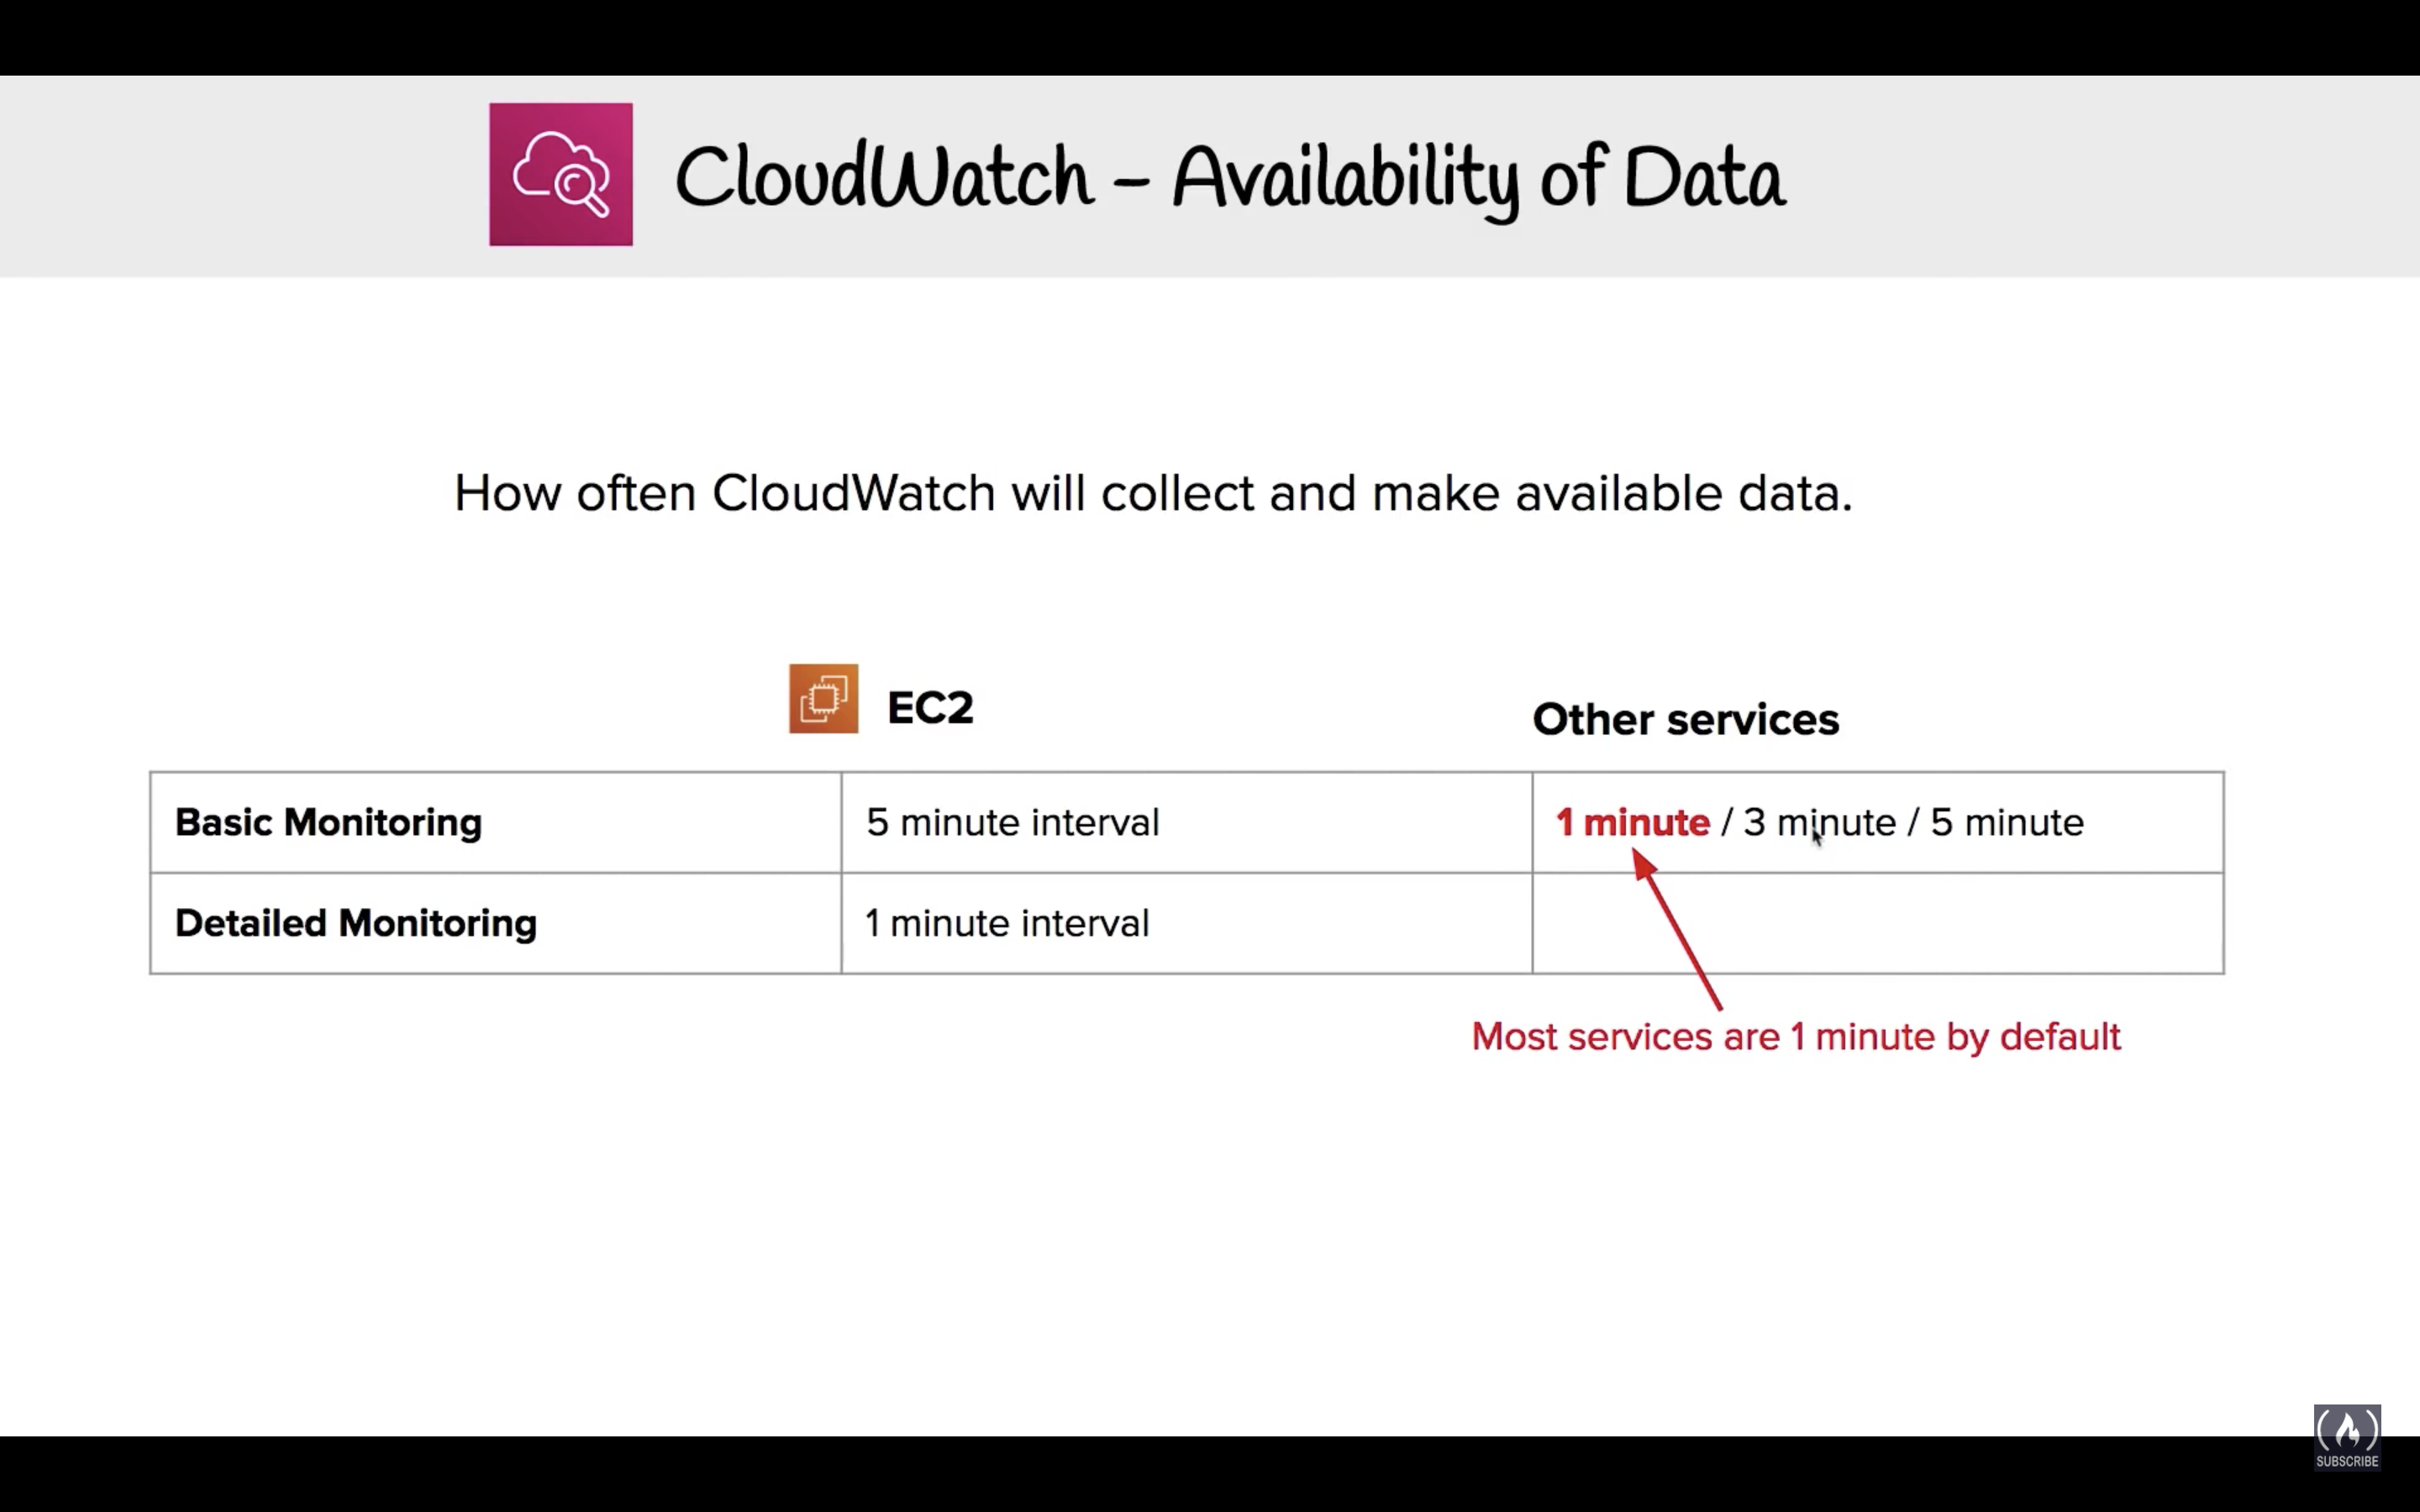 CloudWatch – Availability of Data
How often CloudWatch will collect and make available data.
EC2
Other services
Basic Monitoring
5 minute interval
1 minute / 3 minute / 5 minute
Detailed Monitoring
1 minute interval
Most services are 1 minute by default
SUBSCRIBE